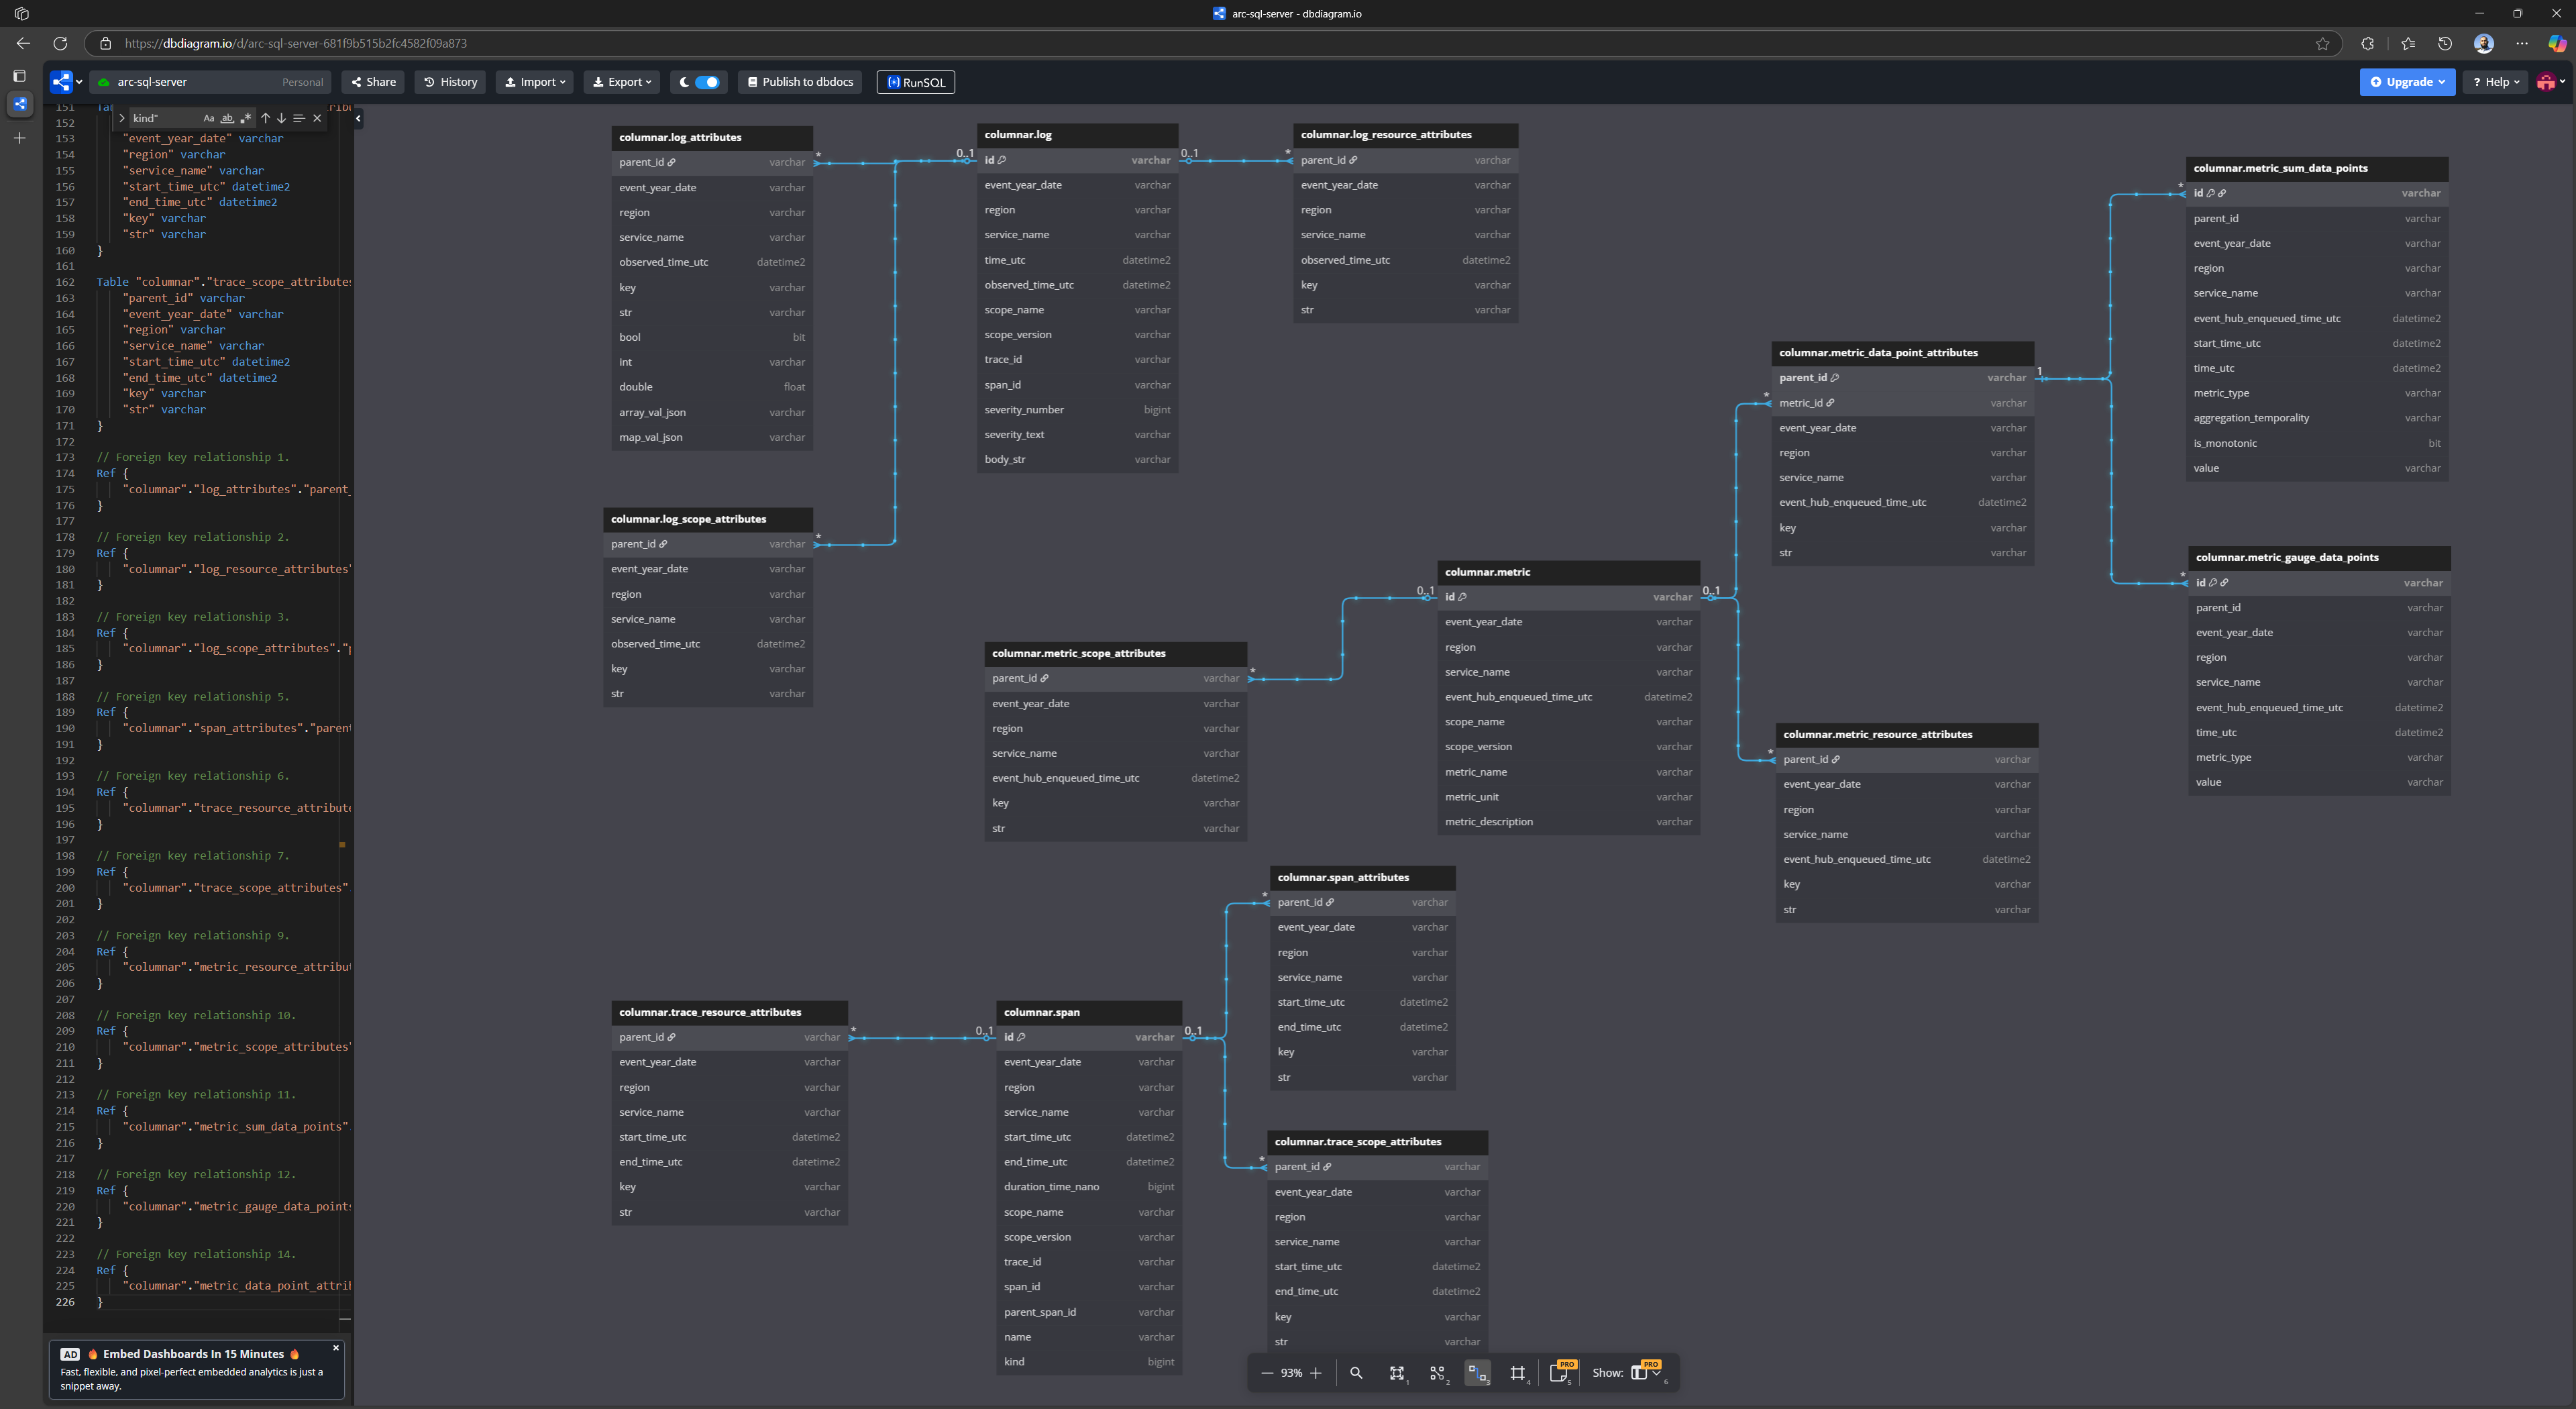 arc-sql-server - dbdiagram.io
https://dbdiagram.io/d/arc-sql-server-681f9b515b2fc4582f09a873
arc-sql-server Personal Share History Import Export Publish to dbdocs RunSQL Upgrade ? Help
kind" Aa ab
151
152
153 "event_year_date" varchar
154 "region" varchar
155 "service_name" varchar
156 "start_time_utc" datetime2
157 "end_time_utc" datetime2
158 "key" varchar
159 "str" varchar
160 }
161
162 Table "columnar"."trace_scope_attributes
163 "parent_id" varchar
164 "event_year_date" varchar
165 "region" varchar
166 "service_name" varchar
167 "start_time_utc" datetime2
168 "end_time_utc" datetime2
169 "key" varchar
170 "str" varchar
171 }
172
173 // Foreign key relationship 1.
174 Ref {
175 "columnar"."log_attributes"."parent_
176 }
177
178 // Foreign key relationship 2.
179 Ref {
180 "columnar"."log_resource_attributes"
181 }
182
183 // Foreign key relationship 3.
184 Ref {
185 "columnar"."log_scope_attributes"."p
186 }
187
188 // Foreign key relationship 5.
189 Ref {
190 "columnar"."span_attributes"."parent
191 }
192
193 // Foreign key relationship 6.
194 Ref {
195 "columnar"."trace_resource_attribute
196 }
197
198 // Foreign key relationship 7.
199 Ref {
200 "columnar"."trace_scope_attributes"
201 }
202
203 // Foreign key relationship 9.
204 Ref {
205 "columnar"."metric_resource_attribut
206 }
207
208 // Foreign key relationship 10.
209 Ref {
210 "columnar"."metric_scope_attributes"
211 }
212
213 // Foreign key relationship 11.
214 Ref {
215 "columnar"."metric_sum_data_points"
216 }
217
218 // Foreign key relationship 12.
219 Ref {
220 "columnar"."metric_gauge_data_points
221 }
222
223 // Foreign key relationship 14.
224 Ref {
225 "columnar"."metric_data_point_attrib
226 }
AD Embed Dashboards In 15 Minutes
Fast, flexible, and pixel-perfect embedded analytics is just a
snippet away.
columnar.log_attributes
parent_id varchar *
event_year_date varchar
region varchar
service_name varchar
observed_time_utc datetime2
key varchar
str varchar
bool bit
int varchar
double float
array_val_json varchar
map_val_json varchar
columnar.log
0..1 id varchar 0..1
event_year_date varchar
region varchar
service_name varchar
time_utc datetime2
observed_time_utc datetime2
scope_name varchar
scope_version varchar
trace_id varchar
span_id varchar
severity_number bigint
severity_text varchar
body_str varchar
columnar.log_resource_attributes
* parent_id varchar
event_year_date varchar
region varchar
service_name varchar
observed_time_utc datetime2
key varchar
str varchar
columnar.log_scope_attributes
parent_id varchar *
event_year_date varchar
region varchar
service_name varchar
observed_time_utc datetime2
key varchar
str varchar
columnar.metric_sum_data_points
* id varchar
parent_id varchar
event_year_date varchar
region varchar
service_name varchar
event_hub_enqueued_time_utc datetime2
start_time_utc datetime2
time_utc datetime2
metric_type varchar
aggregation_temporality varchar
is_monotonic bit
value varchar
columnar.metric_data_point_attributes
parent_id varchar 1
* metric_id varchar
event_year_date varchar
region varchar
service_name varchar
event_hub_enqueued_time_utc datetime2
key varchar
str varchar
columnar.metric_gauge_data_points
* id varchar
parent_id varchar
event_year_date varchar
region varchar
service_name varchar
event_hub_enqueued_time_utc datetime2
time_utc datetime2
metric_type varchar
value varchar
columnar.metric
0..1 id varchar 0..1
event_year_date varchar
region varchar
service_name varchar
event_hub_enqueued_time_utc datetime2
scope_name varchar
scope_version varchar
metric_name varchar
metric_unit varchar
metric_description varchar
columnar.metric_scope_attributes
parent_id varchar *
event_year_date varchar
region varchar
service_name varchar
event_hub_enqueued_time_utc datetime2
key varchar
str varchar
columnar.metric_resource_attributes
* parent_id varchar
event_year_date varchar
region varchar
service_name varchar
event_hub_enqueued_time_utc datetime2
key varchar
str varchar
columnar.span_attributes
* parent_id varchar
event_year_date varchar
region varchar
service_name varchar
start_time_utc datetime2
end_time_utc datetime2
key varchar
str varchar
columnar.trace_resource_attributes
parent_id varchar *
event_year_date varchar
region varchar
service_name varchar
start_time_utc datetime2
end_time_utc datetime2
key varchar
str varchar
columnar.span
0..1 id varchar 0..1
event_year_date varchar
region varchar
service_name varchar
start_time_utc datetime2
end_time_utc datetime2
duration_time_nano bigint
scope_name varchar
scope_version varchar
trace_id varchar
span_id varchar
parent_span_id varchar
name varchar
kind bigint
columnar.trace_scope_attributes
* parent_id varchar
event_year_date varchar
region varchar
service_name varchar
start_time_utc datetime2
end_time_utc datetime2
key varchar
str varchar
93% 1 2 3 4 PRO 5 Show: PRO 6